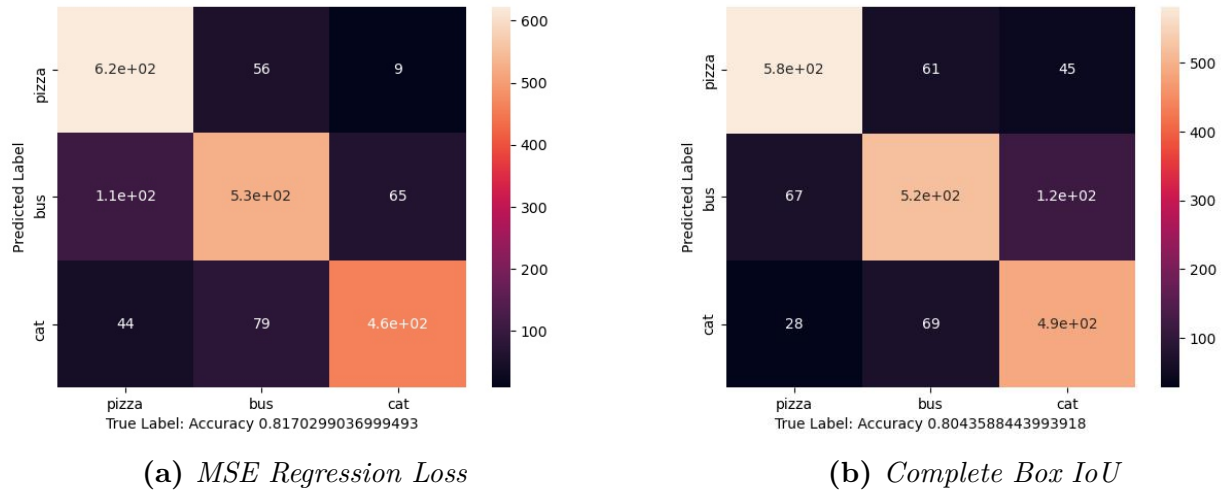 600
6.2e+02 56 9
pizza
500
400
1.1e+02 5.3e+02 65
bus
Predicted Label
300
200
44 79 4.6e+02
cat
100
pizza bus cat
True Label: Accuracy 0.8170299036999493
(a) MSE Regression Loss
5.8e+02 61 45
pizza
500
400
67 5.2e+02 1.2e+02
bus
Predicted Label
300
200
28 69 4.9e+02
cat
100
pizza bus cat
True Label: Accuracy 0.8043588443993918
(b) Complete Box IoU